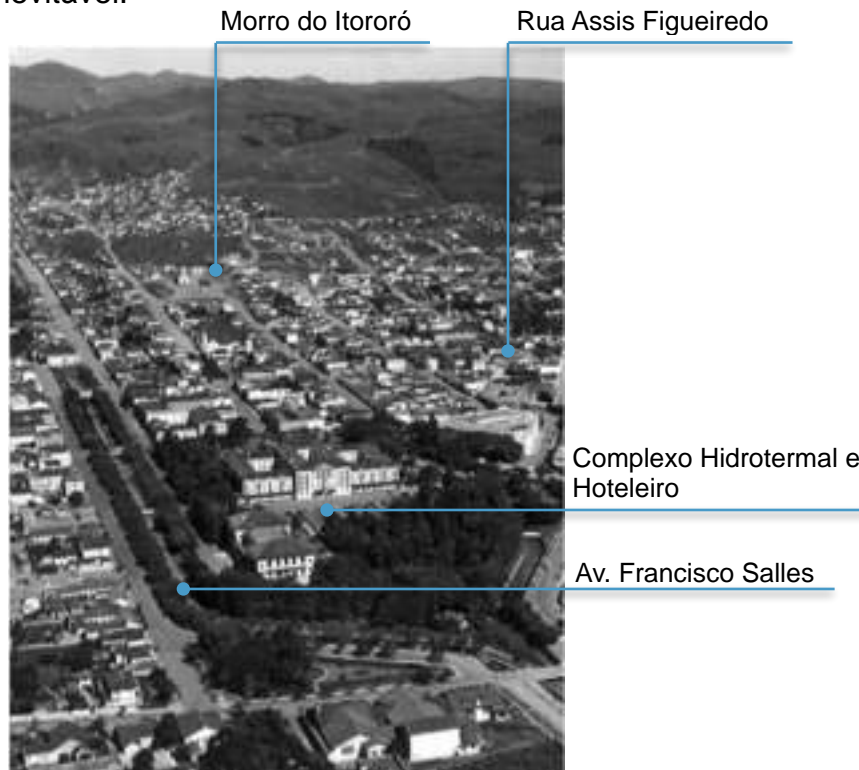 Morro do Itororó
Rua Assis Figueiredo
Complexo Hidrotermal e
Hoteleiro
Av. Francisco Salles